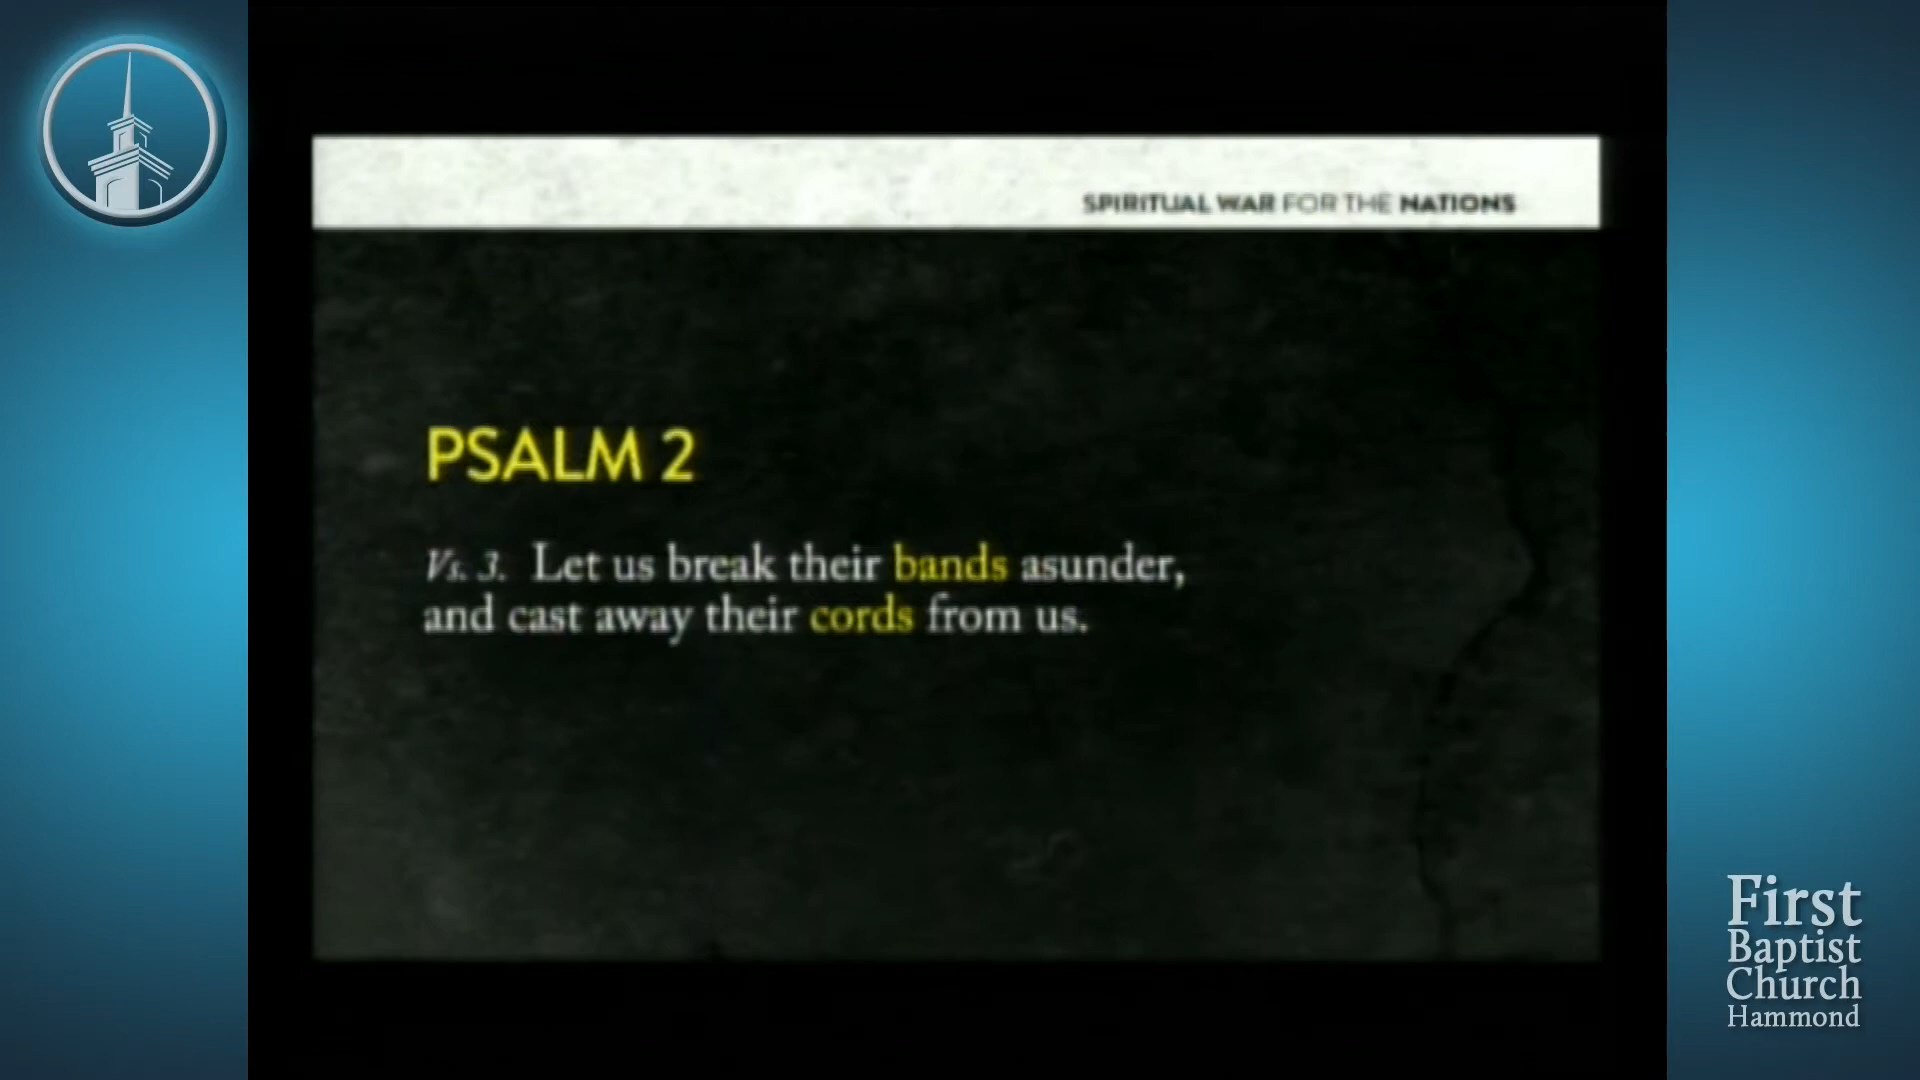 SPIRITUAL WAR FOR THE NATIONS
PSALM 2
Vs. 3. Let us break their bands asunder,
and cast away their cords from us.
First
Baptist
Church
Hammond